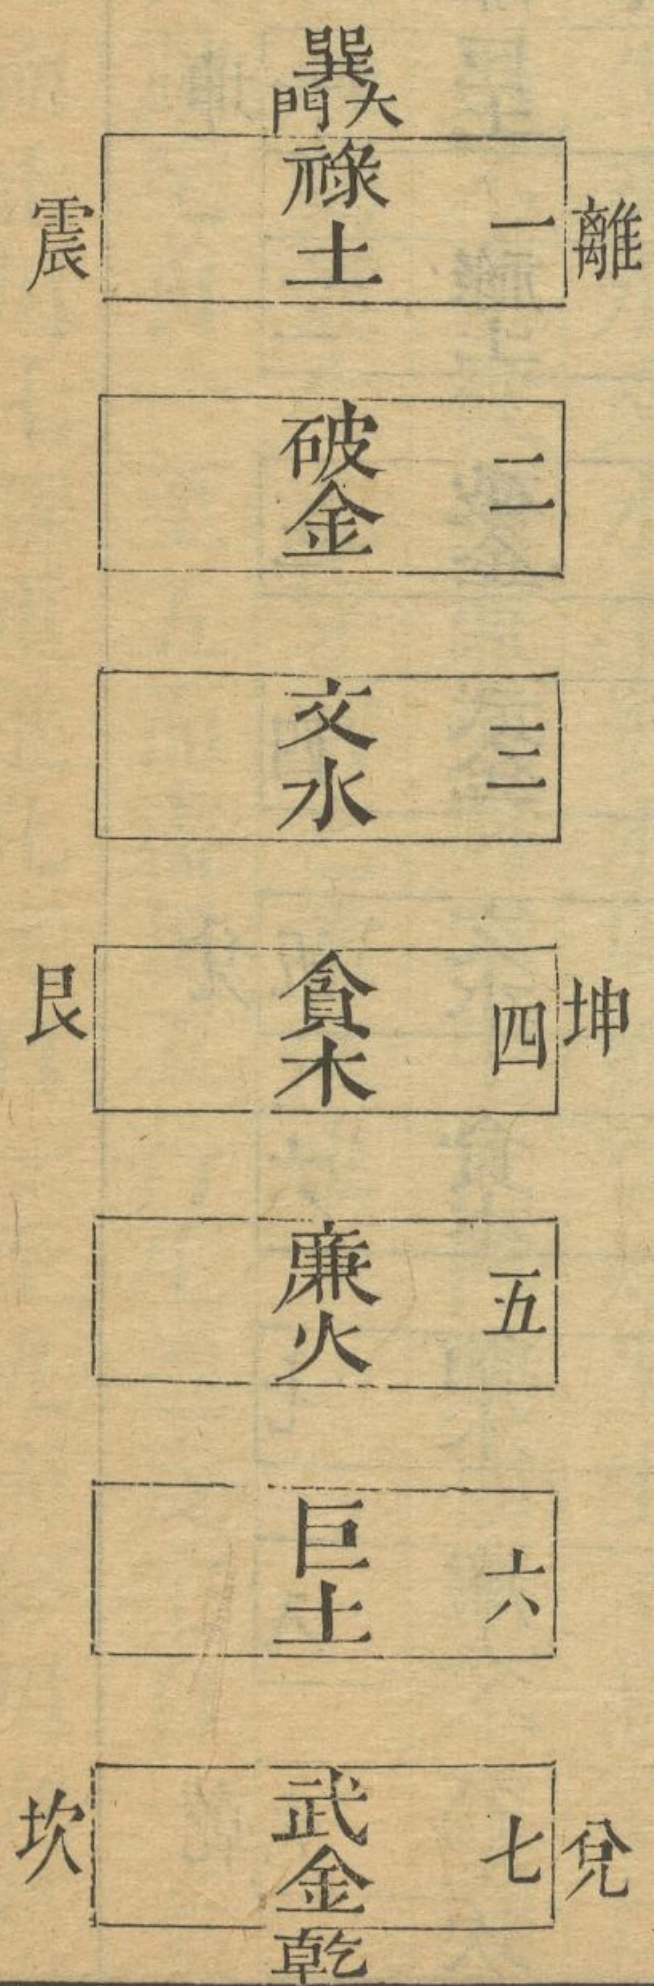 巽
大門
離
一
祿土
震
二
破金
三
文水
坤
四
貪木
艮
五
廉火
六
巨土
兌
七
武金
坎
乾